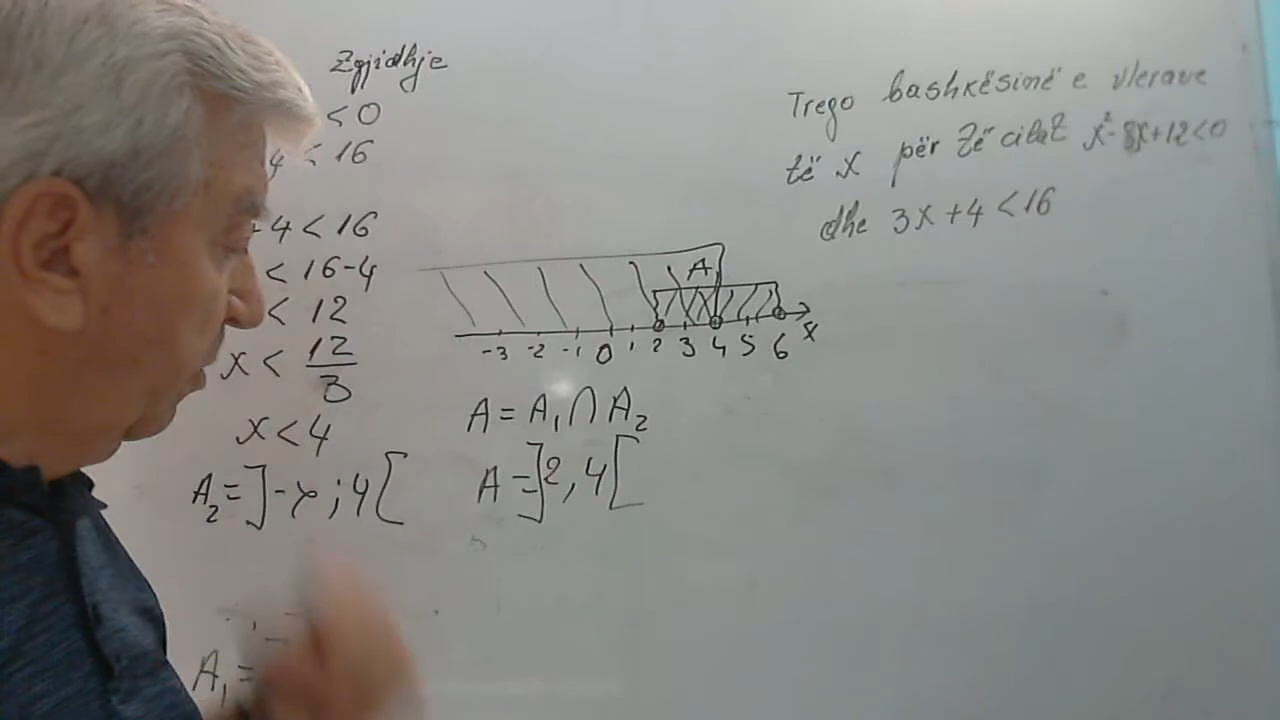 Zgjidhje
< 0
4 < 16
+4 < 16
< 16-4
< 12
x < 12/3
x < 4
A₂ = ]-∞ ; 4[
A₁ =
A
-3 -2 -1 0 1 2 3 4 5 6 x
A = A₁ ∩ A₂
A = ]2, 4[
Trego bashkësinë e vlerave
të x për të cilat x²-8x+12<0
dhe 3x+4<16